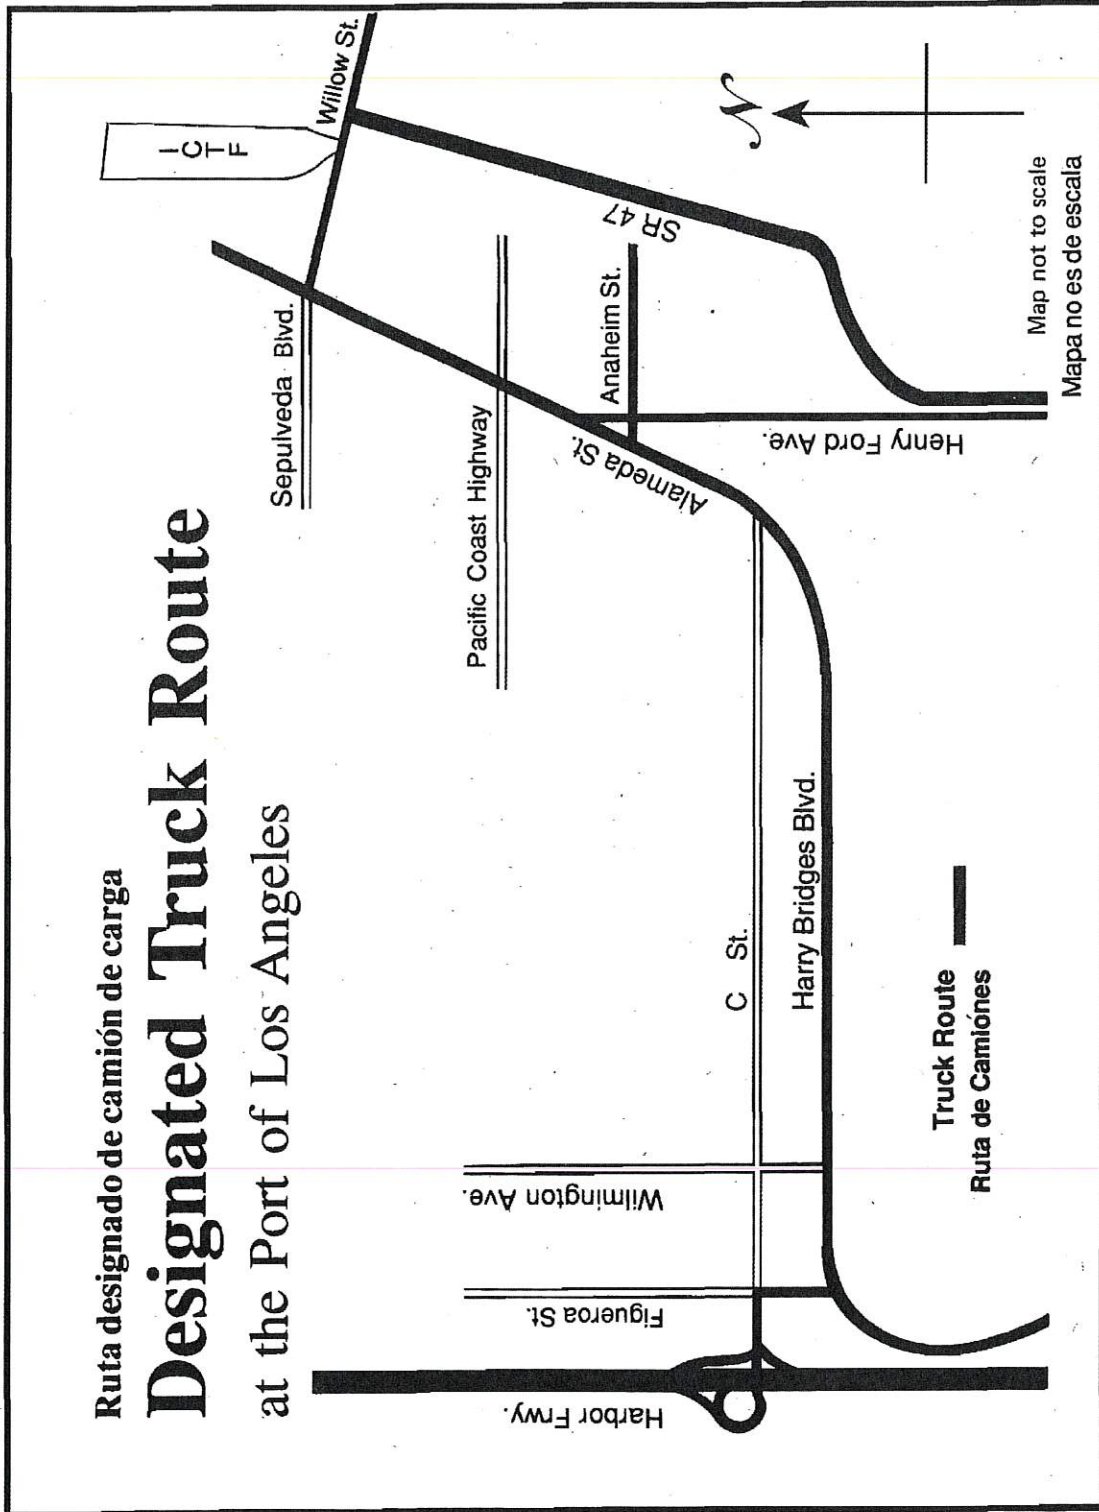 Ruta designado de camión de carga
Designated Truck Route
at the Port of Los Angeles
ICTF
Willow St.
Sepulveda Blvd.
Pacific Coast Highway
SR 47
Anaheim St.
Alameda St.
Henry Ford Ave.
N
C St.
Harry Bridges Blvd.
Wilmington Ave.
Figueroa St.
Harbor Frwy.
Truck Route
Ruta de Camiónes
Map not to scale
Mapa no es de escala